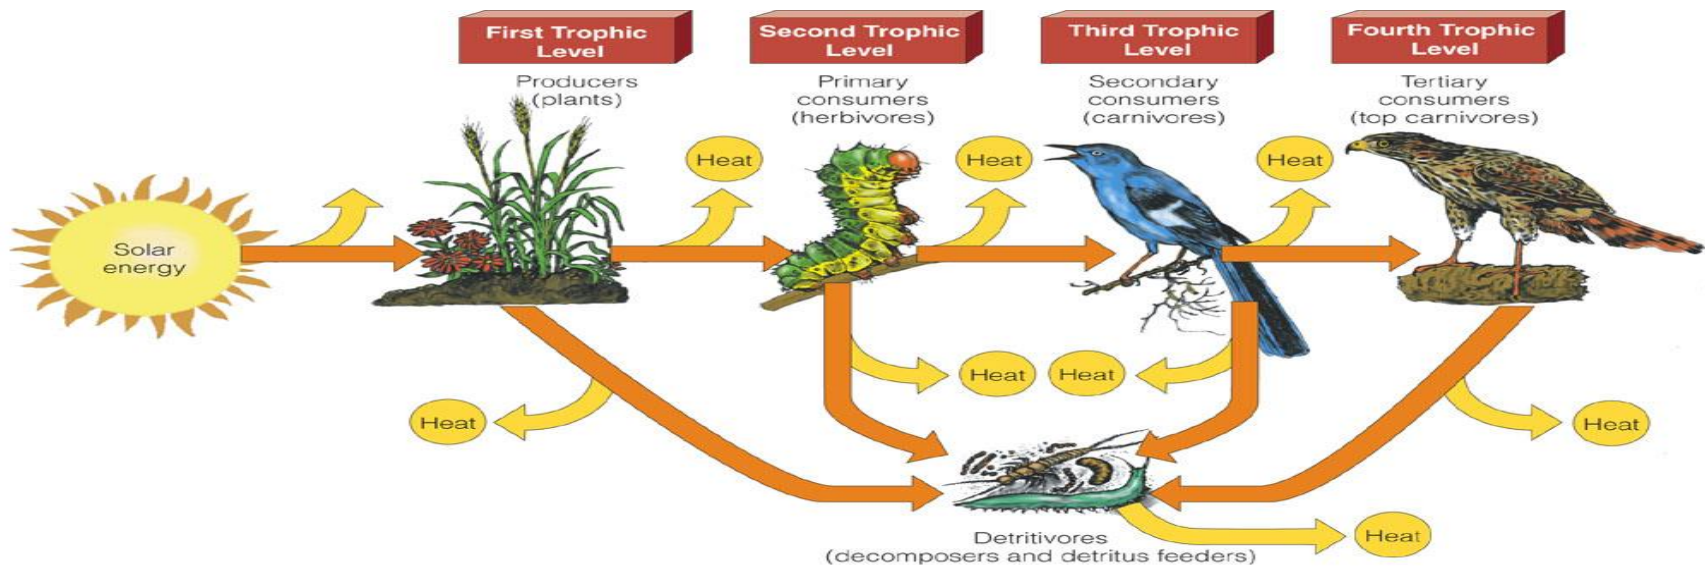 First Trophic
Level
Second Trophic
Level
Third Trophic
Level
Fourth Trophic
Level
Producers
(plants)
Primary
consumers
(herbivores)
Secondary
consumers
(carnivores)
Tertiary
consumers
(top carnivores)
Heat
Heat
Heat
Solar
energy
Heat
Heat
Heat
Heat
Heat
Detritivores
(decomposers and detritus feeders)